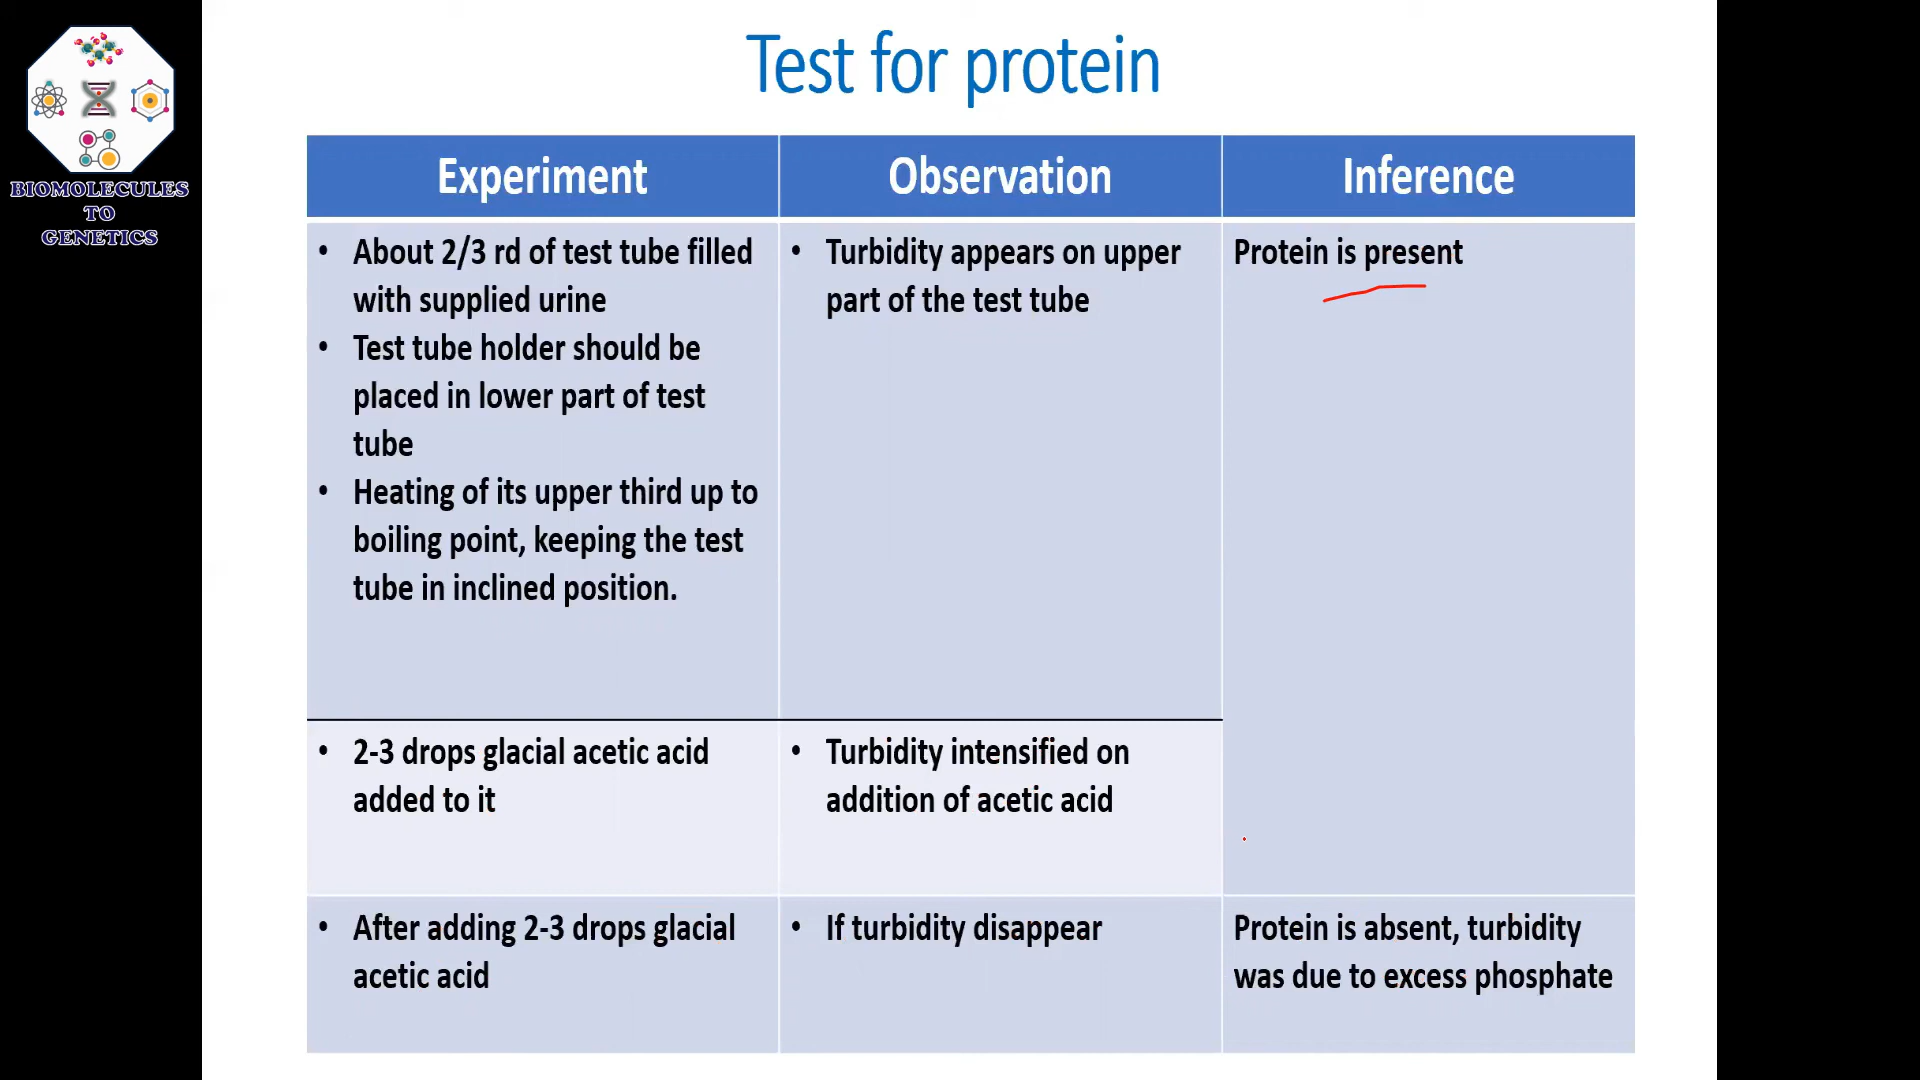 BIOMOLECULES
TO
GENETICS
Test for protein
Experiment
Observation
Inference
• About 2/3 rd of test tube filled
with supplied urine
• Test tube holder should be
placed in lower part of test
tube
• Heating of its upper third up to
boiling point, keeping the test
tube in inclined position.
• Turbidity appears on upper
part of the test tube
Protein is present
• 2-3 drops glacial acetic acid
added to it
• Turbidity intensified on
addition of acetic acid
• After adding 2-3 drops glacial
acetic acid
• If turbidity disappear
Protein is absent, turbidity
was due to excess phosphate